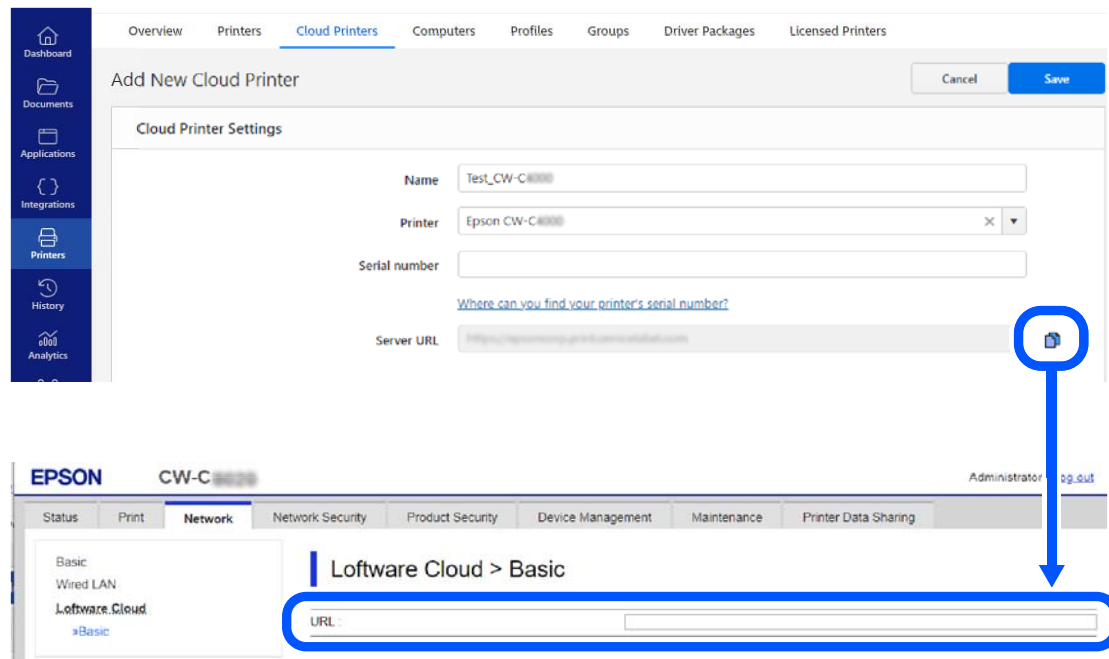 Overview Printers Cloud Printers Computers Profiles Groups Driver Packages Licensed Printers
Dashboard
Documents
Applications
Integrations
Printers
History
Analytics
Add New Cloud Printer
Cancel
Save
Cloud Printer Settings
Name Test_CW-C
Printer Epson CW-C
Serial number
Where can you find your printer's serial number?
Server URL
EPSON CW-C
Administrator
Status Print Network Network Security Product Security Device Management Maintenance Printer Data Sharing
Basic
Wired LAN
Loftware Cloud
»Basic
Loftware Cloud > Basic
URL :